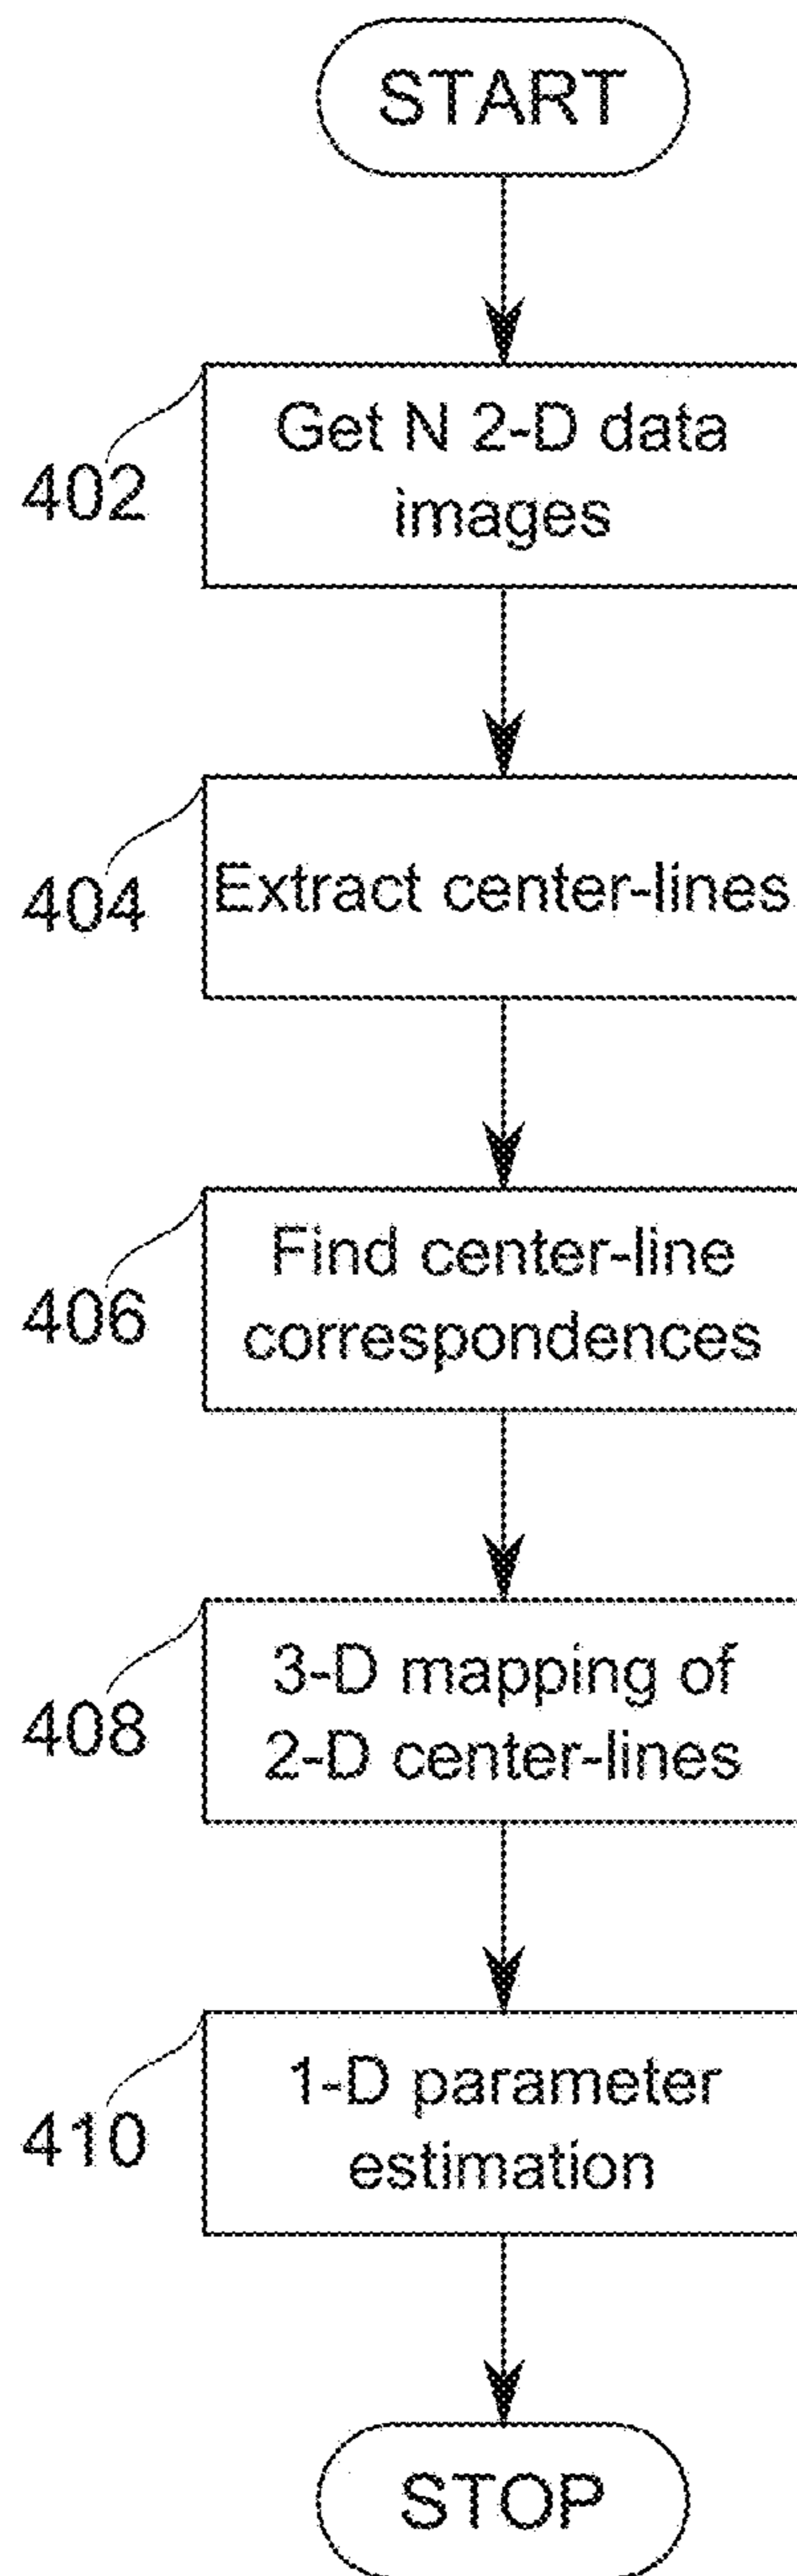 START
402
Get N 2-D data
images
404
Extract center-lines
406
Find center-line
correspondences
408
3-D mapping of
2-D center-lines
410
1-D parameter
estimation
STOP